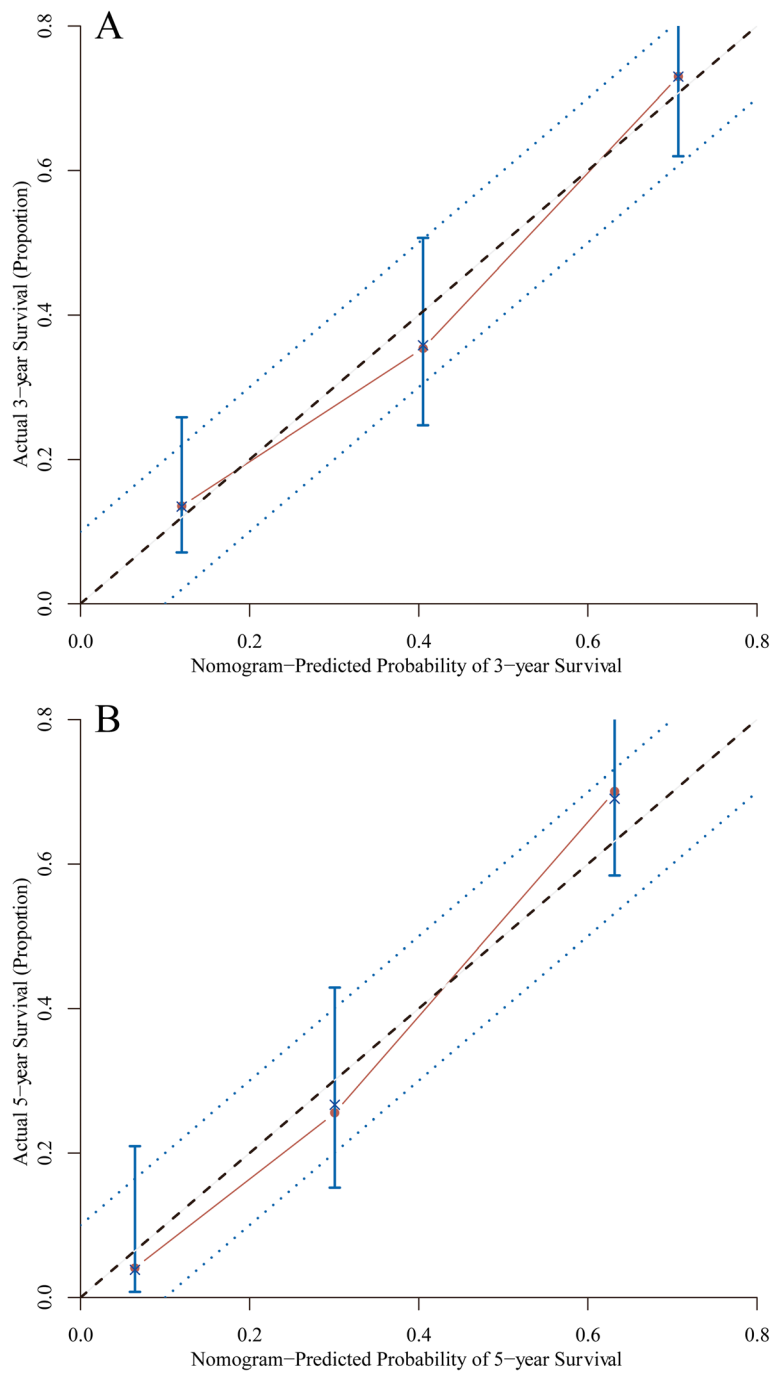 A
0.8
0.6
0.4
0.2
0.0
Actual 3−year Survival (Proportion)
0.0 0.2 0.4 0.6 0.8
Nomogram−Predicted Probability of 3−year Survival
B
0.8
0.6
0.4
0.2
0.0
Actual 5−year Survival (Proportion)
0.0 0.2 0.4 0.6 0.8
Nomogram−Predicted Probability of 5−year Survival